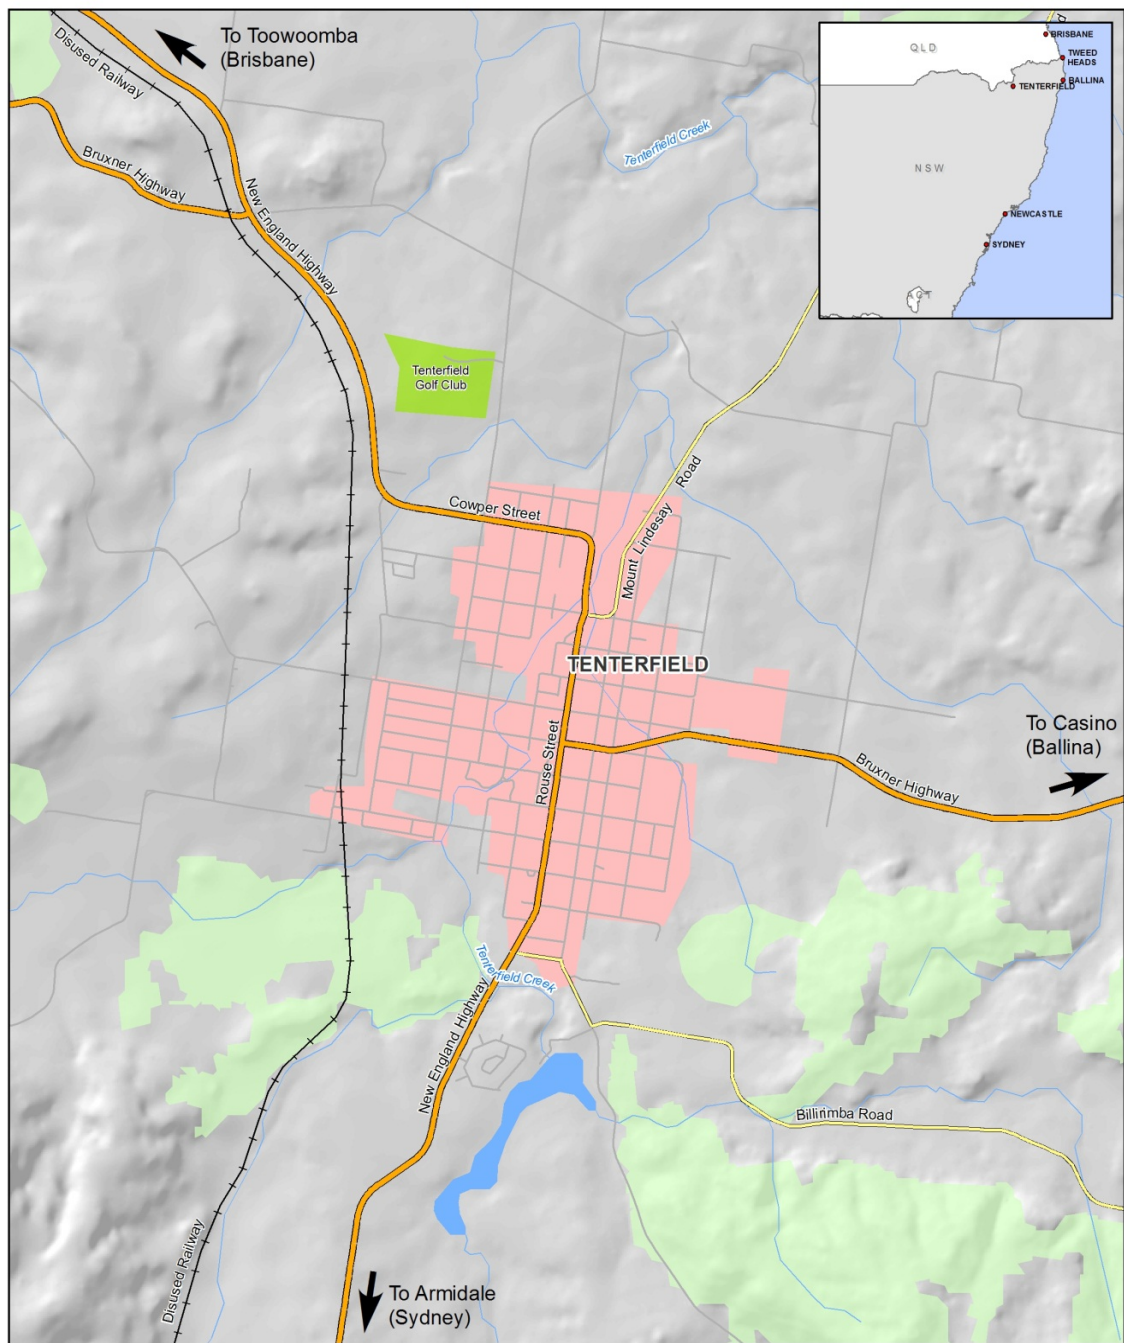 To Toowoomba
(Brisbane)
Disused Railway
Bruxner Highway
New England Highway
Tenterfield Creek
QLD
BRISBANE
TWEED
HEADS
BALLINA
TENTERFIELD
NSW
NEWCASTLE
SYDNEY
ACT
Tenterfield
Golf Club
Cowper Street
Mount Lindesay Road
TENTERFIELD
Rouse Street
To Casino
(Ballina)
Bruxner Highway
Tenterfield Creek
New England Highway
Billirimba Road
Disused Railway
To Armidale
(Sydney)